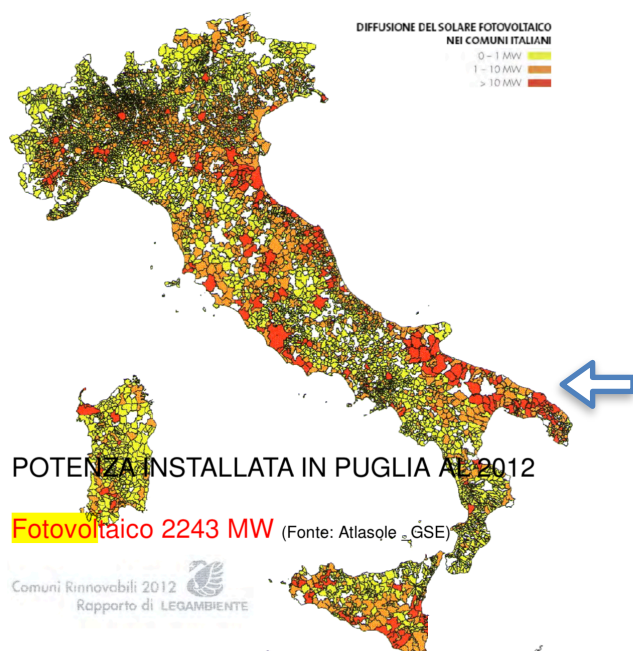 DIFFUSIONE DEL SOLARE FOTOVOLTAICO
NEI COMUNI ITALIANI
0 – 1 MW
1 – 10 MW
> 10 MW
POTENZA INSTALLATA IN PUGLIA AL 2012
Fotovoltaico 2243 MW (Fonte: Atlasole - GSE)
Comuni Rinnovabili 2012
Rapporto di LEGAMBIENTE